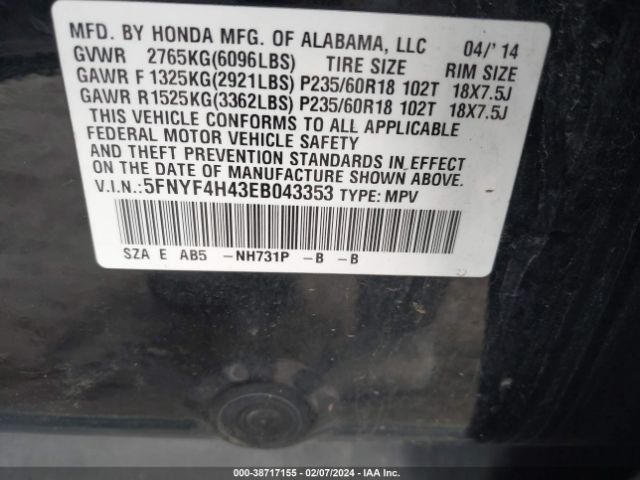 MFD. BY HONDA MFG. OF ALABAMA, LLC 04/'14
GVWR 2765KG(6096LBS) TIRE SIZE RIM SIZE
GAWR F 1325KG(2921LBS) P235/60R18 102T 18X7.5J
GAWR R1525KG(3362LBS) P235/60R18 102T 18X7.5J
THIS VEHICLE CONFORMS TO ALL APPLICABLE
FEDERAL MOTOR VEHICLE SAFETY
AND THEFT PREVENTION STANDARDS IN EFFECT
ON THE DATE OF MANUFACTURE SHOWN ABOVE.
V.I.N.:5FNYF4H43EB043353 TYPE: MPV
SZA E AB5 -NH731P -B -B
000-38717155 — 02/07/2024 — IAAI.COM